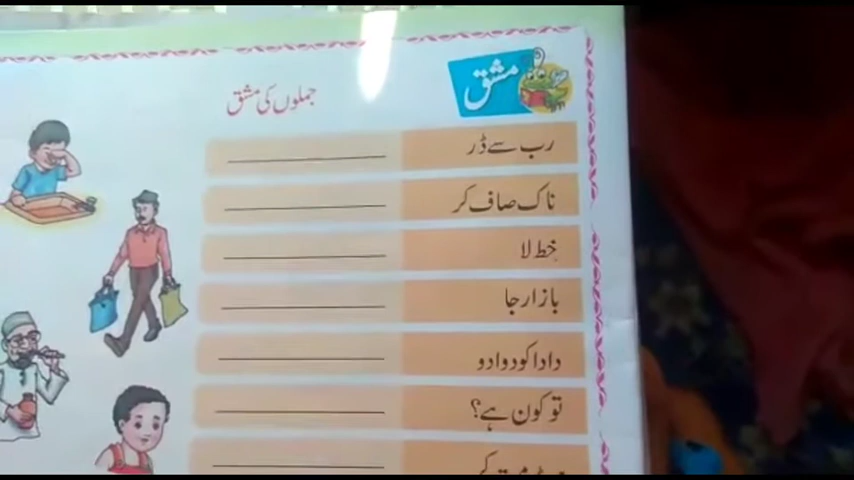 مشق
جملوں کی مشق
رب سے ڈر
ناک صاف کر
خط لا
بازار جا
دادا کو دوا دو
تو کون ہے؟